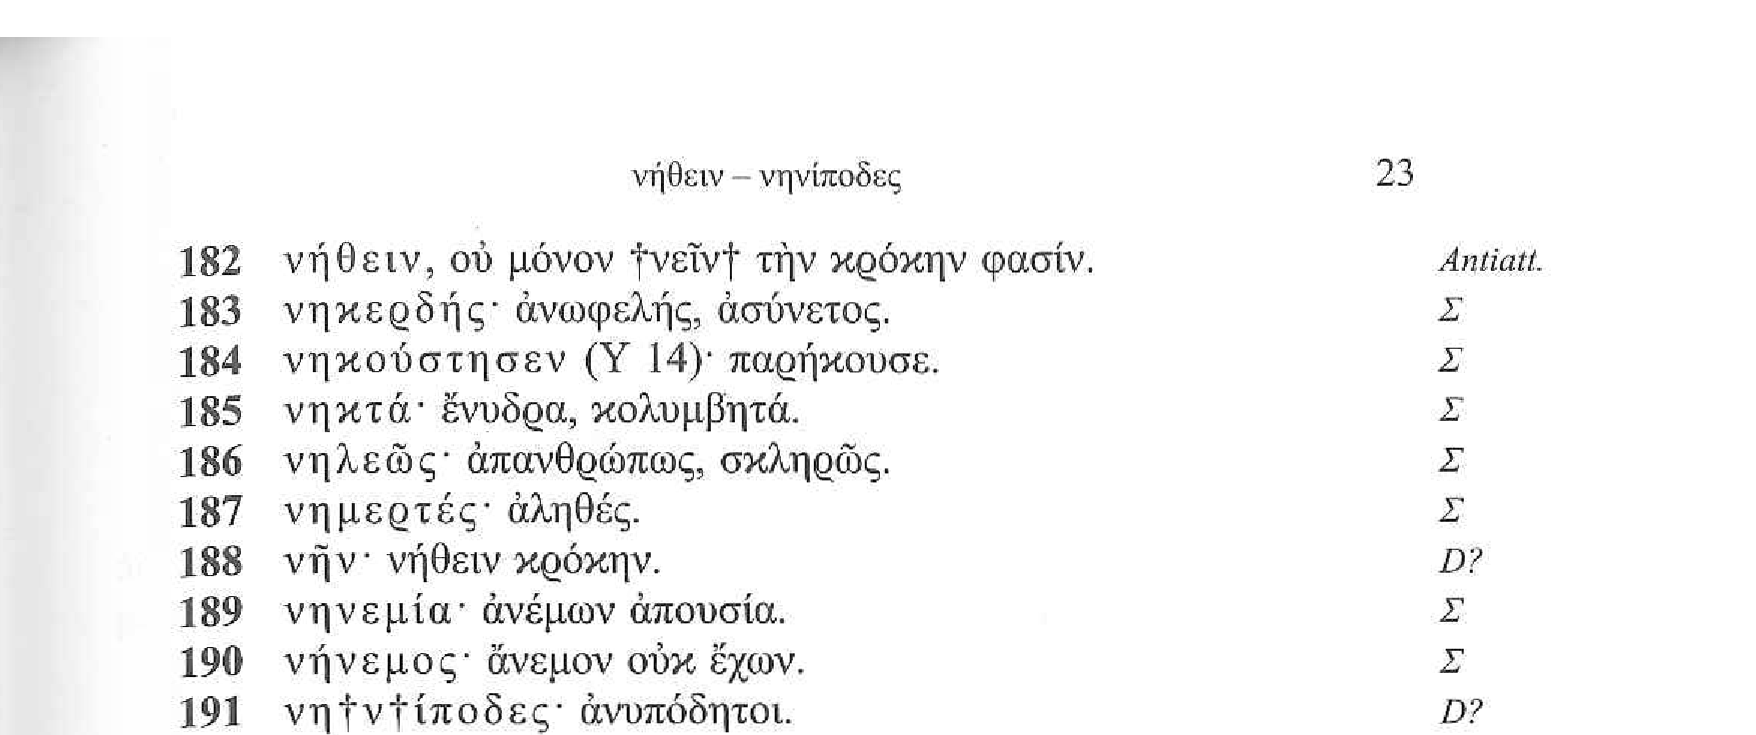 νήθειν – νηνίποδες 23
182 νήθειν, οὐ μόνον †νεῖν† τὴν κρόκην φασίν. Antiatt.
183 νηκερδής· ἀνωφελής, ἀσύνετος. Σ
184 νηκούστησεν (Υ 14)· παρήκουσε. Σ
185 νηκτά· ἔνυδρα, κολυμβητά. Σ
186 νηλεῶς· ἀπανθρώπως, σκληρῶς. Σ
187 νημερτές· ἀληθές. Σ
188 νῆν· νήθειν κρόκην. D?
189 νηνεμία· ἀνέμων ἀπουσία. Σ
190 νήνεμος· ἄνεμον οὐκ ἔχων. Σ
191 νη†ν†ίποδες· ἀνυπόδητοι. D?